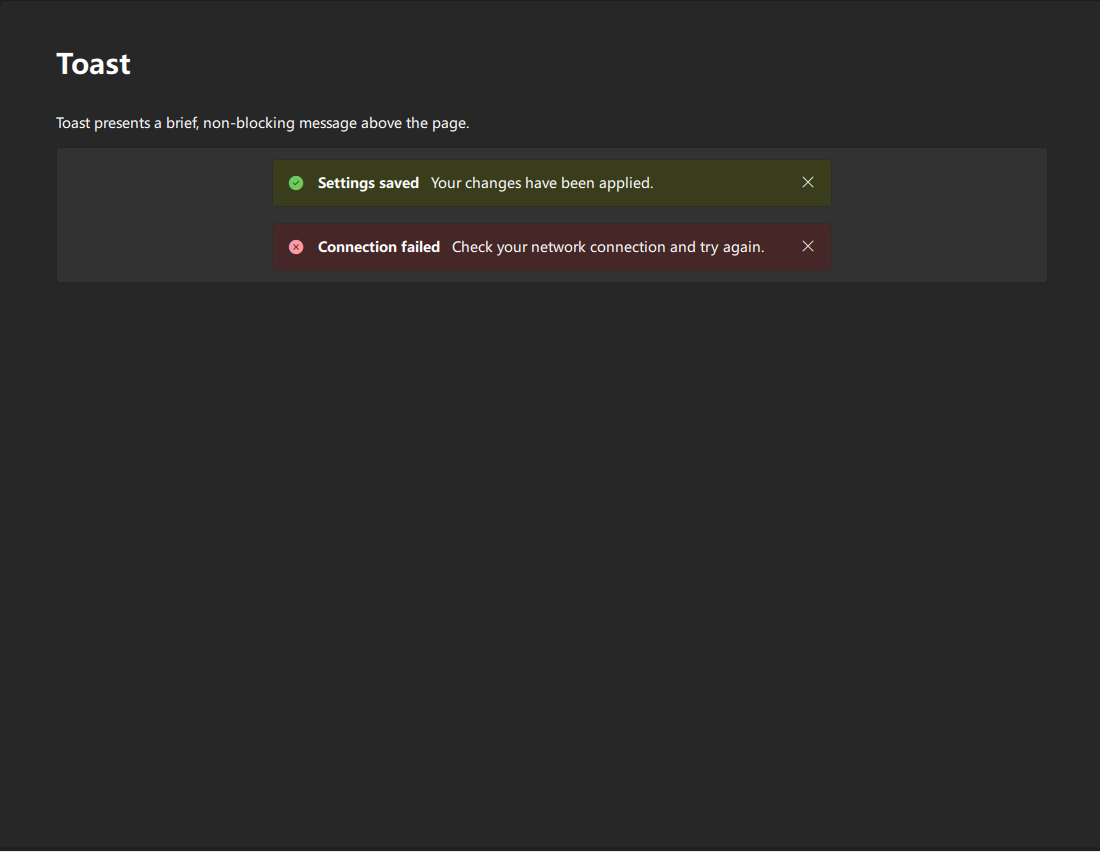 Toast
Toast presents a brief, non-blocking message above the page.
Settings saved Your changes have been applied.
Connection failed Check your network connection and try again.